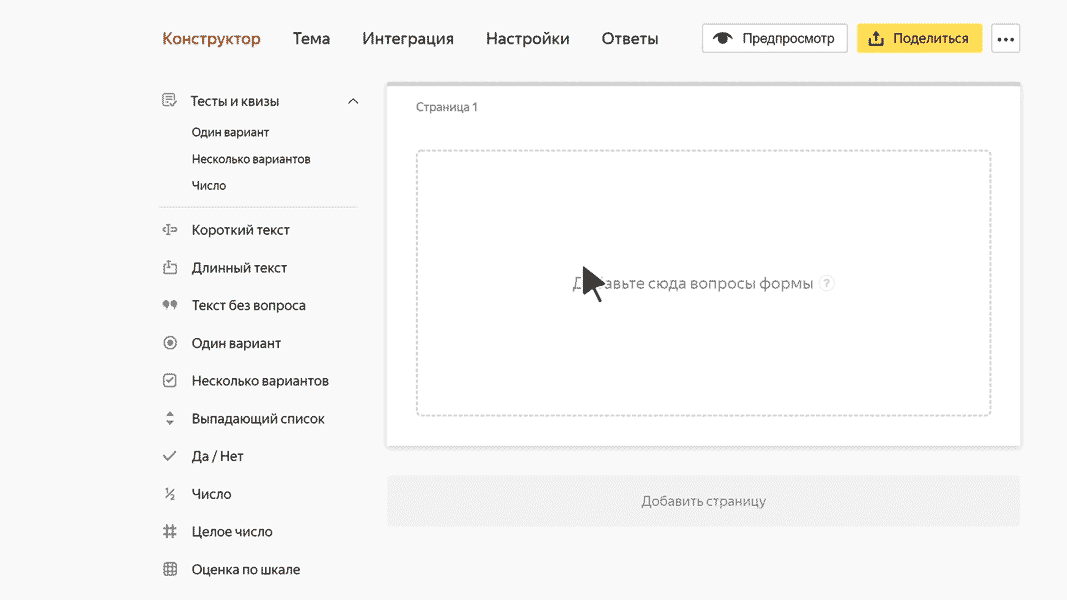 Конструктор Тема Интеграция Настройки Ответы Предпросмотр Поделиться
Тесты и квизы
Один вариант
Несколько вариантов
Число
Короткий текст
Длинный текст
Текст без вопроса
Один вариант
Несколько вариантов
Выпадающий список
Да / Нет
½ Число
Целое число
Оценка по шкале
Страница 1
сюда вопросы формы ?
Добавить страницу